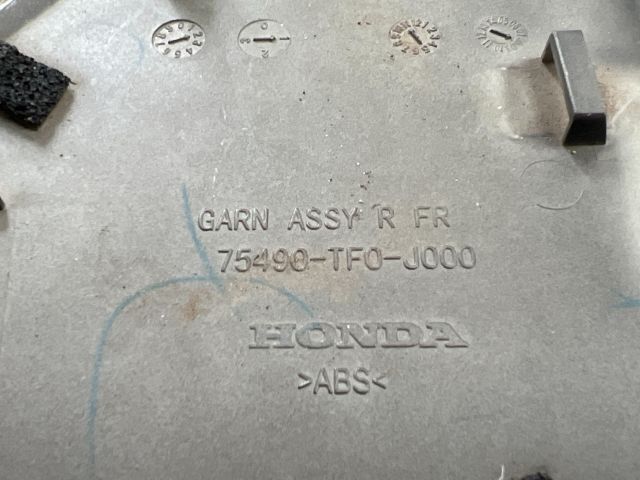 GARN ASSY R FR
75490-TF0-J000
HONDA
>ABS<